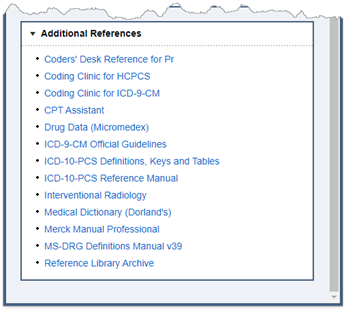 Additional References
Coders' Desk Reference for Pr
Coding Clinic for HCPCS
Coding Clinic for ICD-9-CM
CPT Assistant
Drug Data (Micromedex)
ICD-9-CM Official Guidelines
ICD-10-PCS Definitions, Keys and Tables
ICD-10-PCS Reference Manual
Interventional Radiology
Medical Dictionary (Dorland's)
Merck Manual Professional
MS-DRG Definitions Manual v39
Reference Library Archive